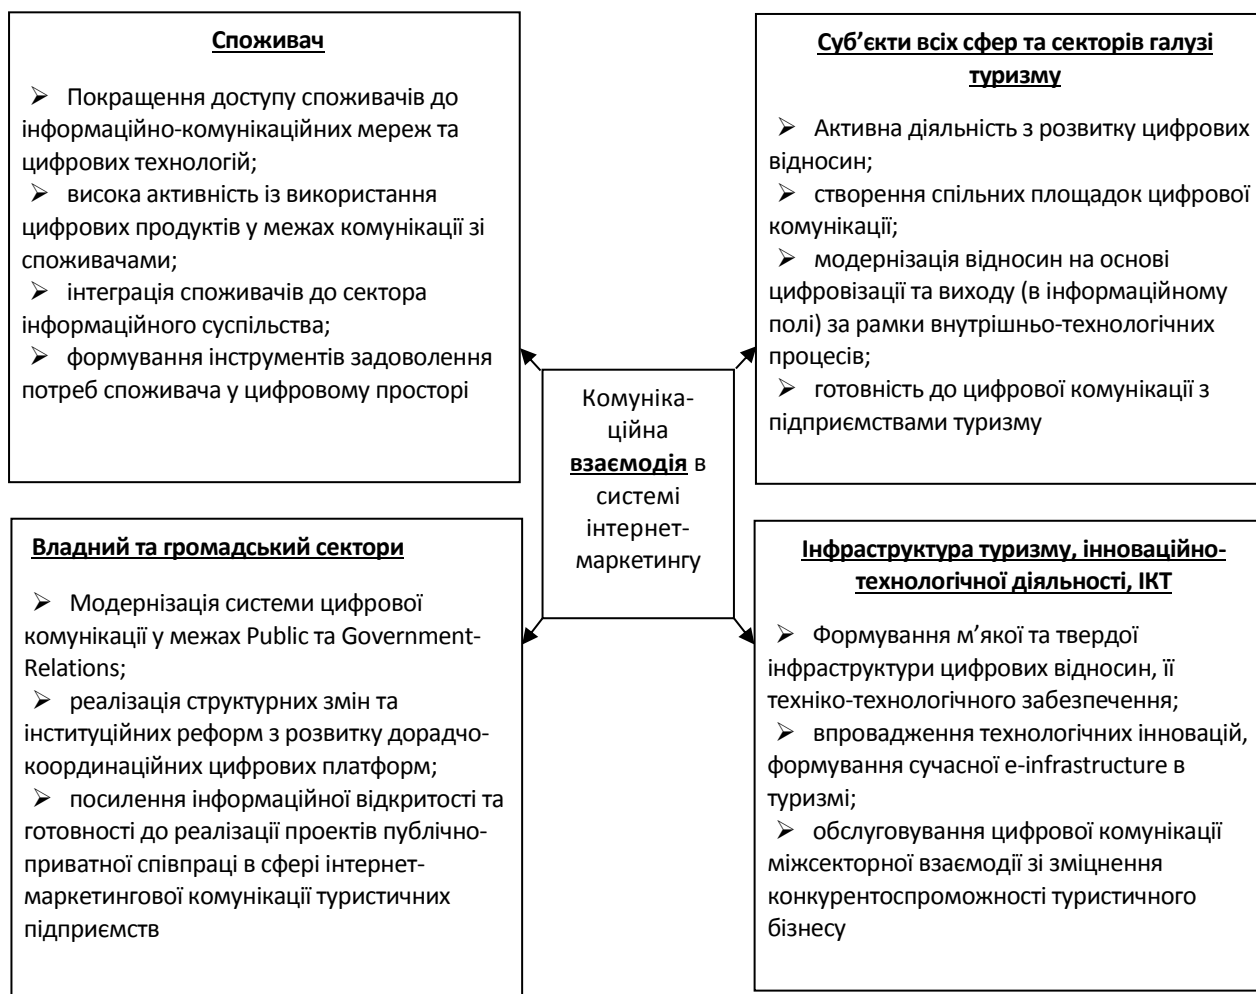 Споживач
➢ Покращення доступу споживачів до
інформаційно-комунікаційних мереж та
цифрових технологій;
➢ висока активність із використання
цифрових продуктів у межах комунікації зі
споживачами;
➢ інтеграція споживачів до сектора
інформаційного суспільства;
➢ формування інструментів задоволення
потреб споживача у цифровому просторі
Суб’єкти всіх сфер та секторів галузі
туризму
➢ Активна діяльність з розвитку цифрових
відносин;
➢ створення спільних площадок цифрової
комунікації;
➢ модернізація відносин на основі
цифровізації та виходу (в інформаційному
полі) за рамки внутрішньо-технологічних
процесів;
➢ готовність до цифрової комунікації з
підприємствами туризму
Комуніка-
ційна
взаємодія в
системі
інтернет-
маркетингу
Владний та громадський сектори
➢ Модернізація системи цифрової
комунікації у межах Public та Government-
Relations;
➢ реалізація структурних змін та
інституційних реформ з розвитку дорадчо-
координаційних цифрових платформ;
➢ посилення інформаційної відкритості та
готовності до реалізації проектів публічно-
приватної співпраці в сфері інтернет-
маркетингової комунікації туристичних
підприємств
Інфраструктура туризму, інноваційно-
технологічної діяльності, ІКТ
➢ Формування м’якої та твердої
інфраструктури цифрових відносин, її
техніко-технологічного забезпечення;
➢ впровадження технологічних інновацій,
формування сучасної e-infrastructure в
туризмі;
➢ обслуговування цифрової комунікації
міжсекторної взаємодії зі зміцнення
конкурентоспроможності туристичного
бізнесу